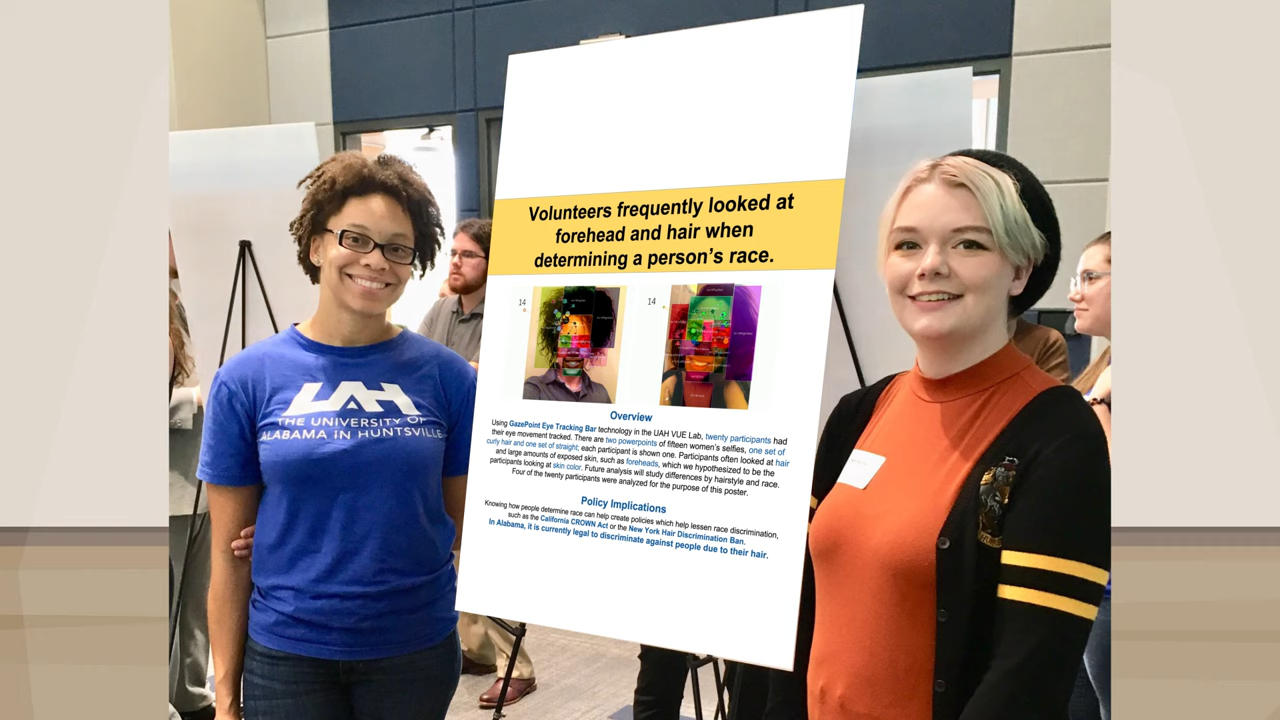 Volunteers frequently looked at
forehead and hair when
determining a person's race.
14
14
Overview
Using GazePoint Eye Tracking Bar technology in the UAH VUE Lab, twenty participants had
their eye movement tracked. There are two powerpoints of fifteen women's selfies, one set of
curly hair and one set of straight; each participant is shown one. Participants often looked at hair
and large amounts of exposed skin, such as foreheads, which we hypothesized to be the
participants looking at skin color. Future analysis will study differences by hairstyle and race.
Four of the twenty participants were analyzed for the purpose of this poster.
Policy Implications
Knowing how people determine race can help create policies which help lessen race discrimination,
such as the California CROWN Act or the New York Hair Discrimination Ban.
In Alabama, it is currently legal to discriminate against people due to their hair.
UAH
THE UNIVERSITY OF
ALABAMA IN HUNTSVILLE